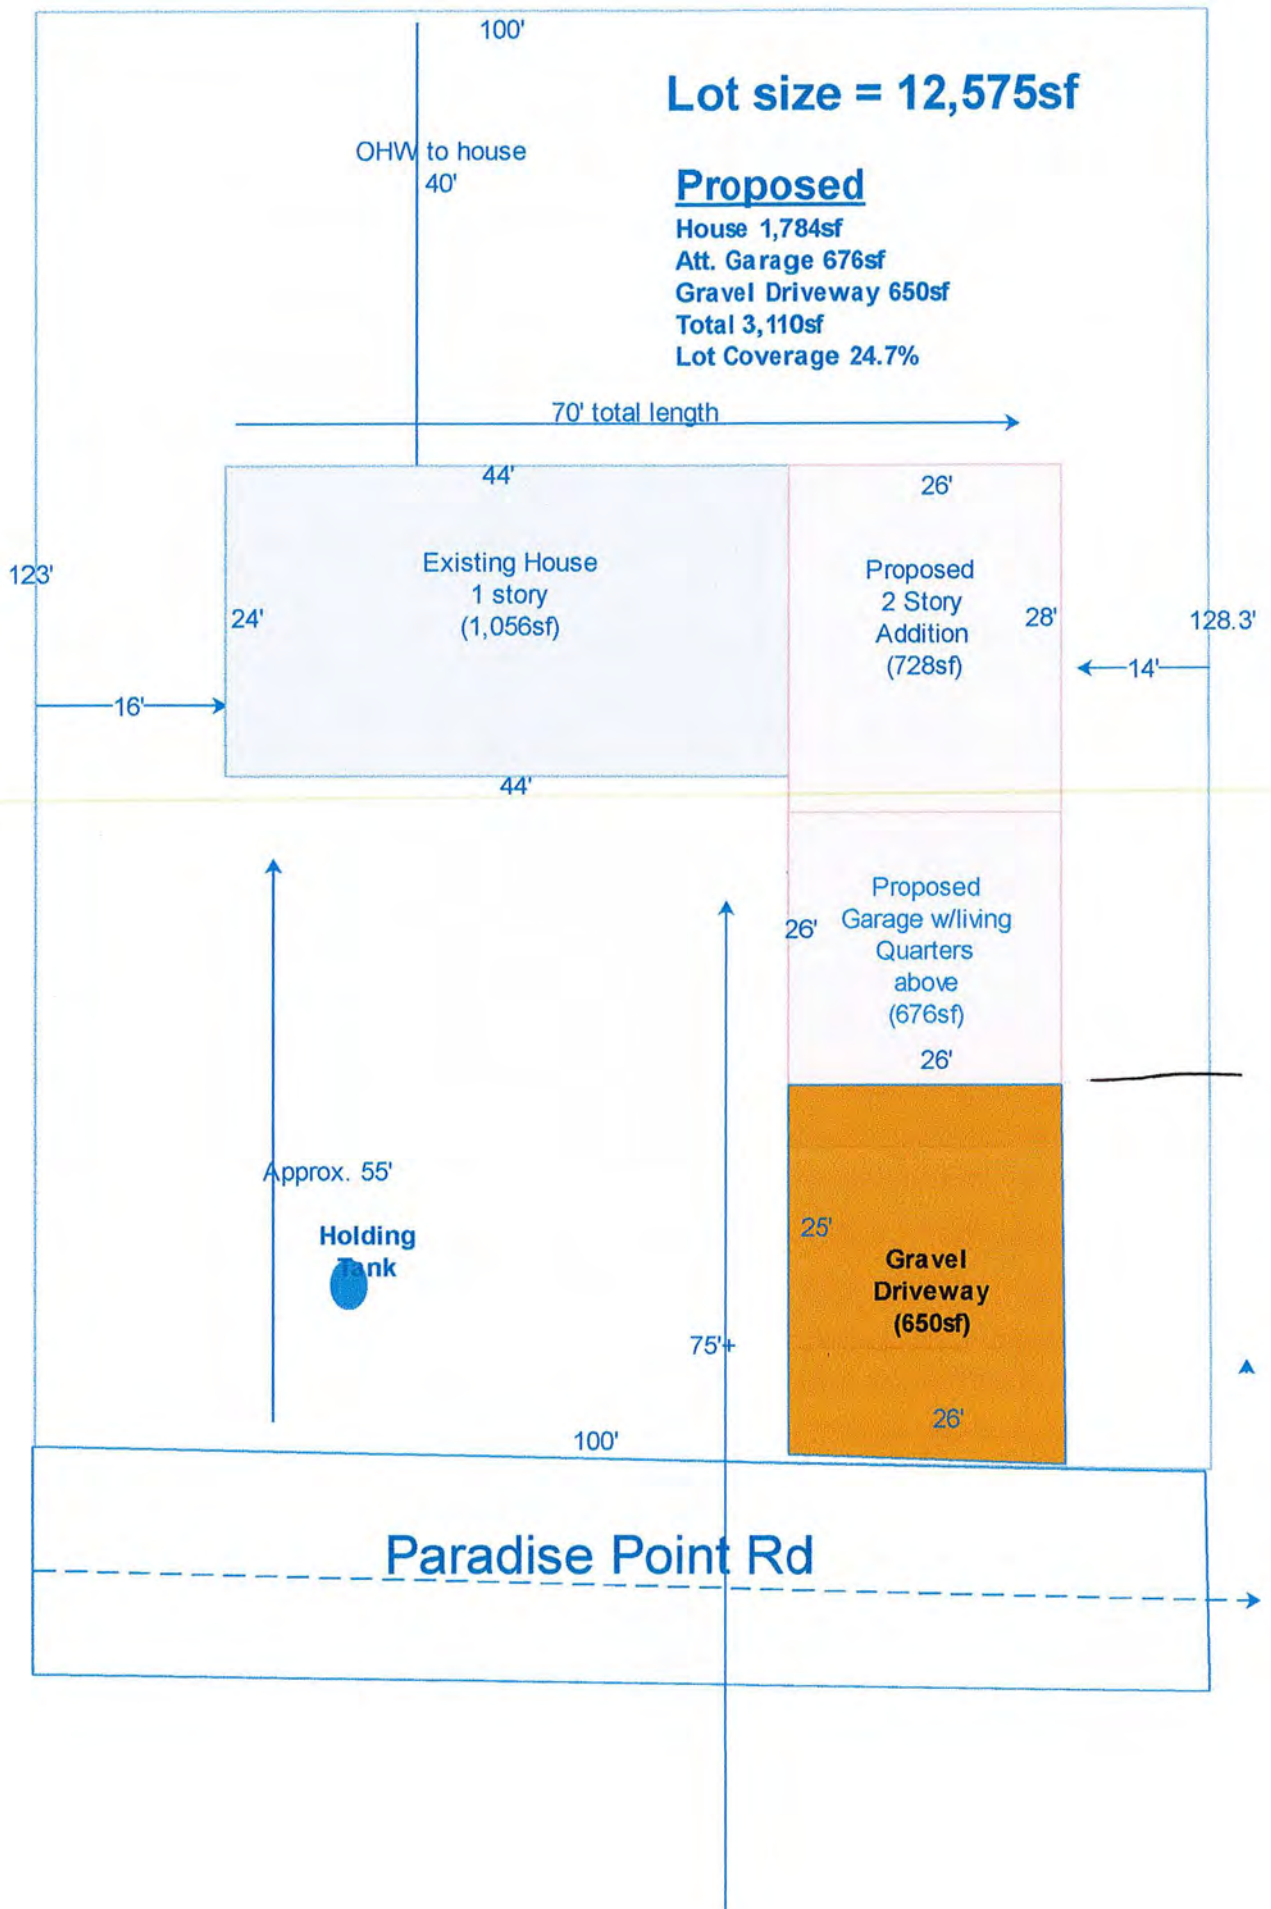 100'
Lot size = 12,575sf
OHW to house
40'
Proposed
House 1,784sf
Att. Garage 676sf
Gravel Driveway 650sf
Total 3,110sf
Lot Coverage 24.7%
70' total length
44'
26'
123'
Existing House
1 story
(1,056sf)
24'
Proposed
2 Story
Addition
(728sf)
28'
128.3'
16'
14'
44'
Proposed
Garage w/living
Quarters
above
(676sf)
26'
26'
Approx. 55'
Holding
Tank
25'
Gravel
Driveway
(650sf)
75'+
26'
100'
Paradise Point Rd